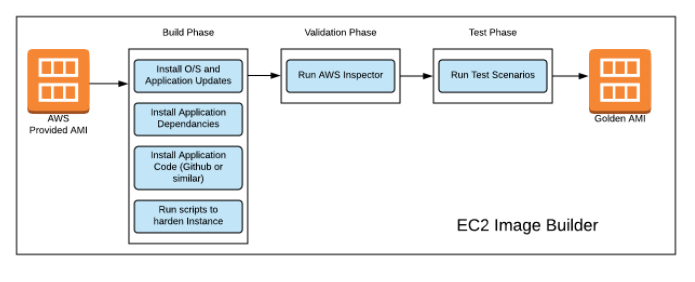 Build Phase
Validation Phase
Test Phase
AWS
Provided AMI
Install O/S and
Application Updates
Install Application
Dependancies
Install Application
Code (Github or
similar)
Run scripts to
harden Instance
Run AWS Inspector
Run Test Scenarios
Golden AMI
EC2 Image Builder